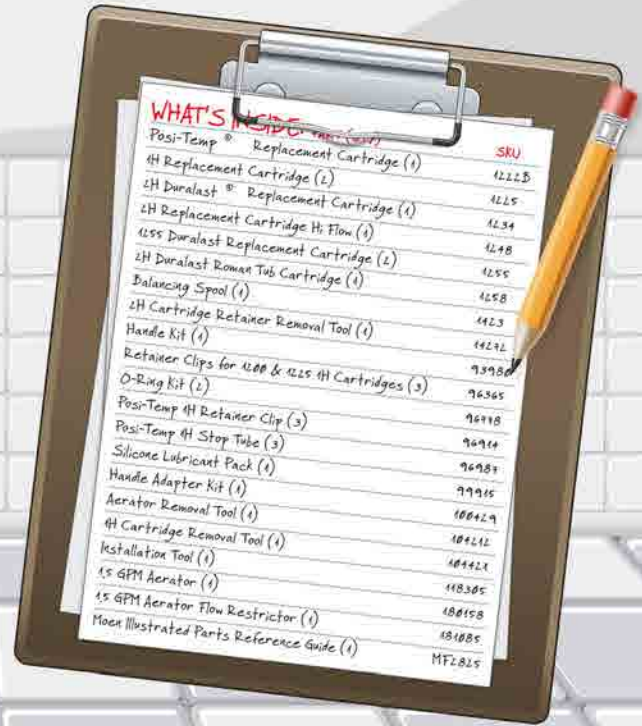 WHAT'S INSIDE: SKU
Posi-Temp ® Replacement Cartridge (1) 1222B
1H Replacement Cartridge (2) 1225
2H Duralast ® Replacement Cartridge (1) 1234
2H Replacement Cartridge Hi Flow (1) 1248
1255 Duralast Replacement Cartridge (2) 1255
2H Duralast Roman Tub Cartridge (1) 1258
Balancing Spool (1) 1423
2H Cartridge Retainer Removal Tool (1) 14272
Handle Kit (1) 93980
Retainer Clips for 1200 & 1225 1H Cartridges (3) 96365
O-Ring Kit (2) 96778
Posi-Temp 1H Retainer Clip (3) 96914
Posi-Temp 1H Stop Tube (3) 96987
Silicone Lubricant Pack (1) 99915
Handle Adapter Kit (1) 100429
Aerator Removal Tool (1) 104212
1H Cartridge Removal Tool (1) 104421
Installation Tool (1) 118305
1.5 GPM Aerator (1) 180158
1.5 GPM Aerator Flow Restrictor (1) 181085
Moen Illustrated Parts Reference Guide (1) MF2825